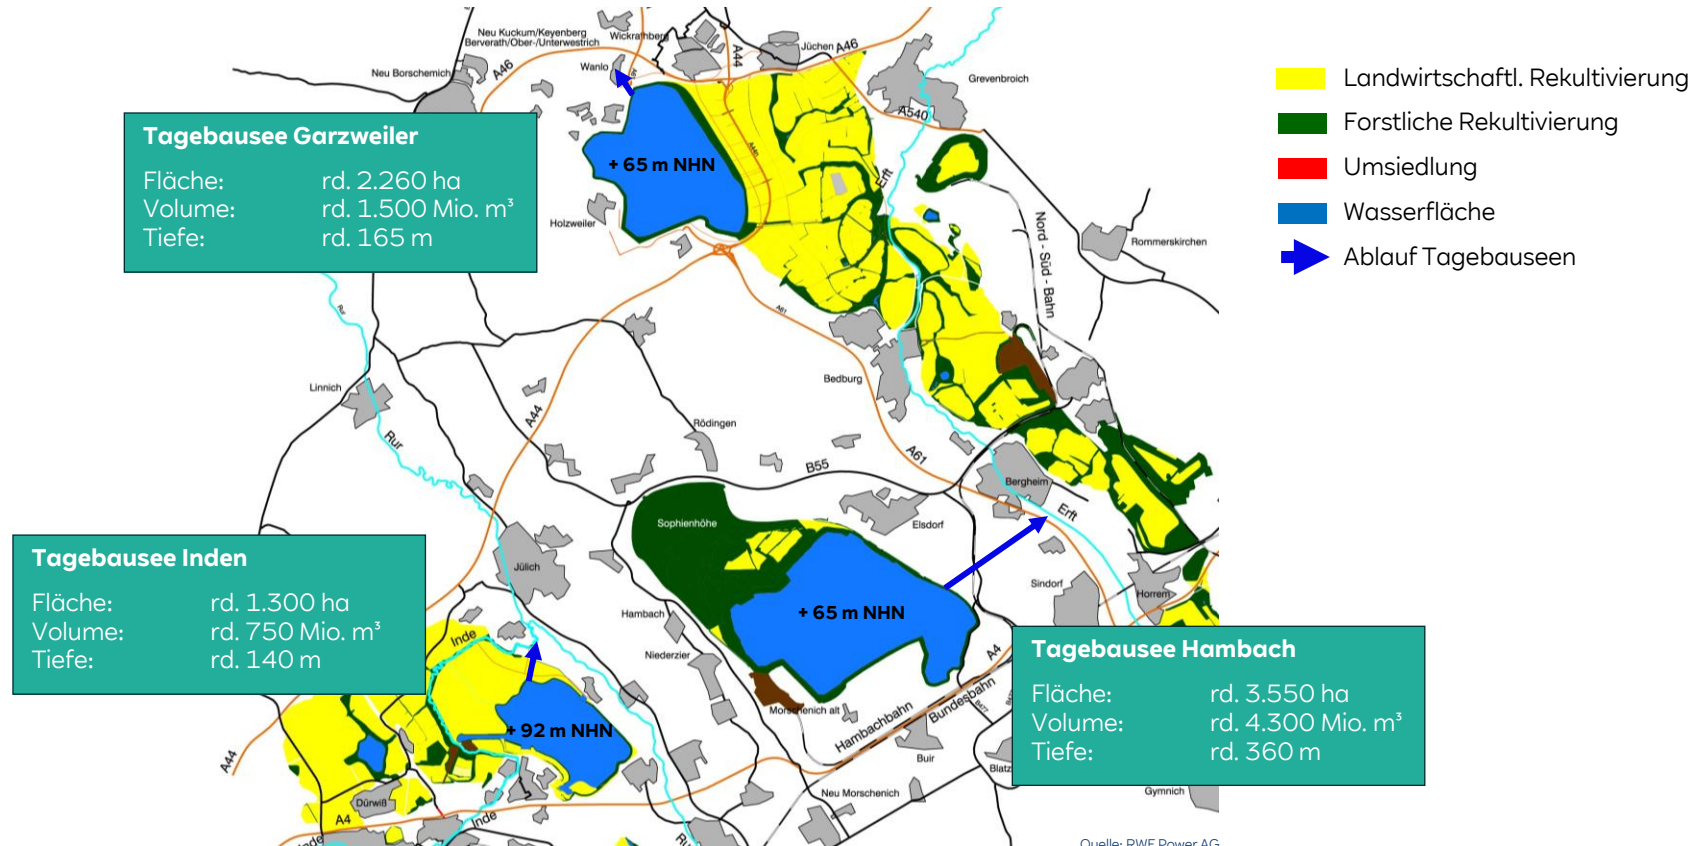 Neu Kuckum/Keyenberg
Berverath/Ober-/Unterwestrich
Wickrathberg
Wanlo
Neu Borschemich
A46
A44
Jüchen
A46
Grevenbroich
A540
Tagebausee Garzweiler
Fläche: rd. 2.260 ha
Volume: rd. 1.500 Mio. m³
Tiefe: rd. 165 m
+ 65 m NHN
Holzweiler
Erft
Nord - Süd - Bahn
Rommerskirchen
Landwirtschaftl. Rekultivierung
Forstliche Rekultivierung
Umsiedlung
Wasserfläche
Ablauf Tagebauseen
Rur
A61
Linnich
Bedburg
A44
Rur
Rödingen
A61
B55
Bergheim
Erft
Sophienhöhe
Elsdorf
Jülich
Sindorf
Horrem
Hambach
+ 65 m NHN
Niederzier
Tagebausee Inden
Fläche: rd. 1.300 ha
Volume: rd. 750 Mio. m³
Tiefe: rd. 140 m
Inde
+ 92 m NHN
Morschenich alt
Hambachbahn
Bundesbahn
A4
Tagebausee Hambach
Fläche: rd. 3.550 ha
Volume: rd. 4.300 Mio. m³
Tiefe: rd. 360 m
B477
A44
Buir
Blatz
Gymnich
Neu Morschenich
Dürwiß
A4
Inde
Inde
Ru
Quelle: RWE Power AG